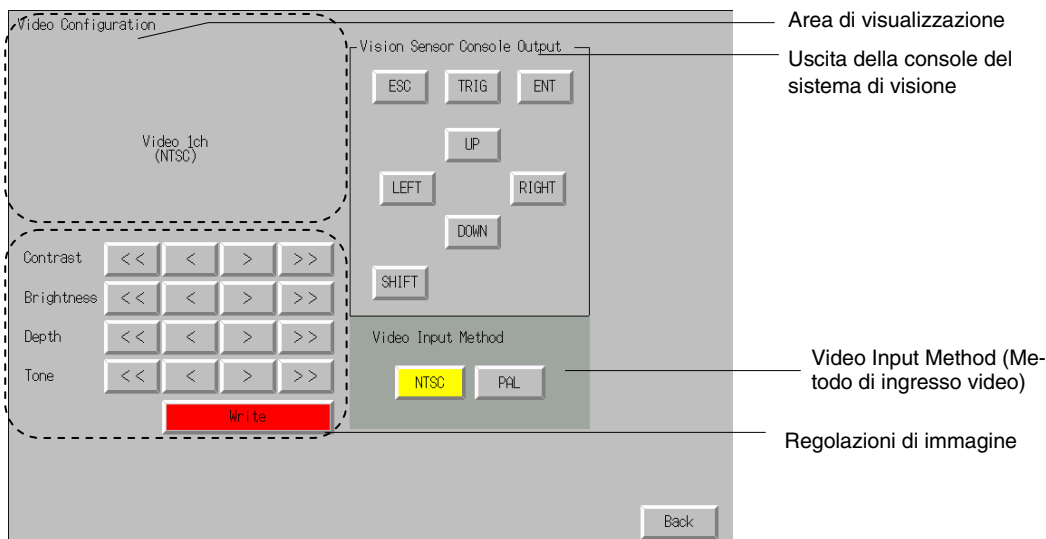 Video Configuration
Video 1ch
(NTSC)
Vision Sensor Console Output
ESC TRIG ENT
UP
LEFT RIGHT
DOWN
SHIFT
Contrast << < > >>
Brightness << < > >>
Depth << < > >>
Tone << < > >>
Write
Video Input Method
NTSC PAL
Back
Area di visualizzazione
Uscita della console del
sistema di visione
Video Input Method (Me-
todo di ingresso video)
Regolazioni di immagine